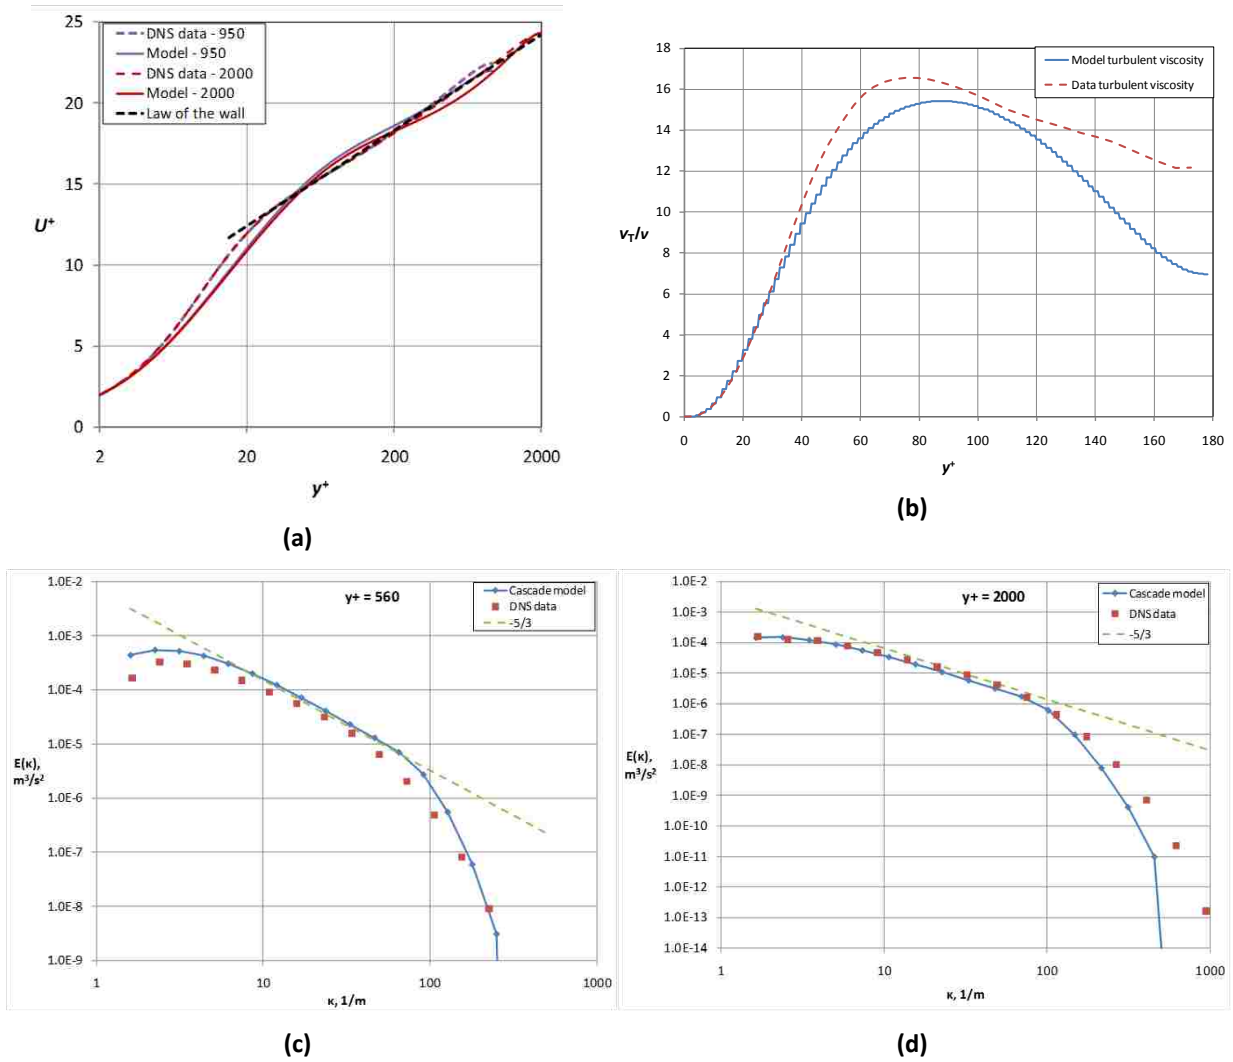 25
20
15
10
5
0
U⁺
DNS data - 950
Model - 950
DNS data - 2000
Model - 2000
Law of the wall
2
20
200
2000
y⁺
(a)
18
16
14
12
10
8
6
4
2
0
ν_T/ν
Model turbulent viscosity
Data turbulent viscosity
0
20
40
60
80
100
120
140
160
180
y⁺
(b)
1.0E-2
1.0E-3
1.0E-4
1.0E-5
1.0E-6
1.0E-7
1.0E-8
1.0E-9
E(κ),
m³/s²
y+ = 560
Cascade model
DNS data
-5/3
1
10
100
1000
κ, 1/m
(c)
1.0E-2
1.0E-3
1.0E-4
1.0E-5
1.0E-6
1.0E-7
1.0E-8
1.0E-9
1.0E-10
1.0E-11
1.0E-12
1.0E-13
1.0E-14
E(κ),
m³/s²
y+ = 2000
Cascade model
DNS data
-5/3
1
10
100
1000
κ, 1/m
(d)